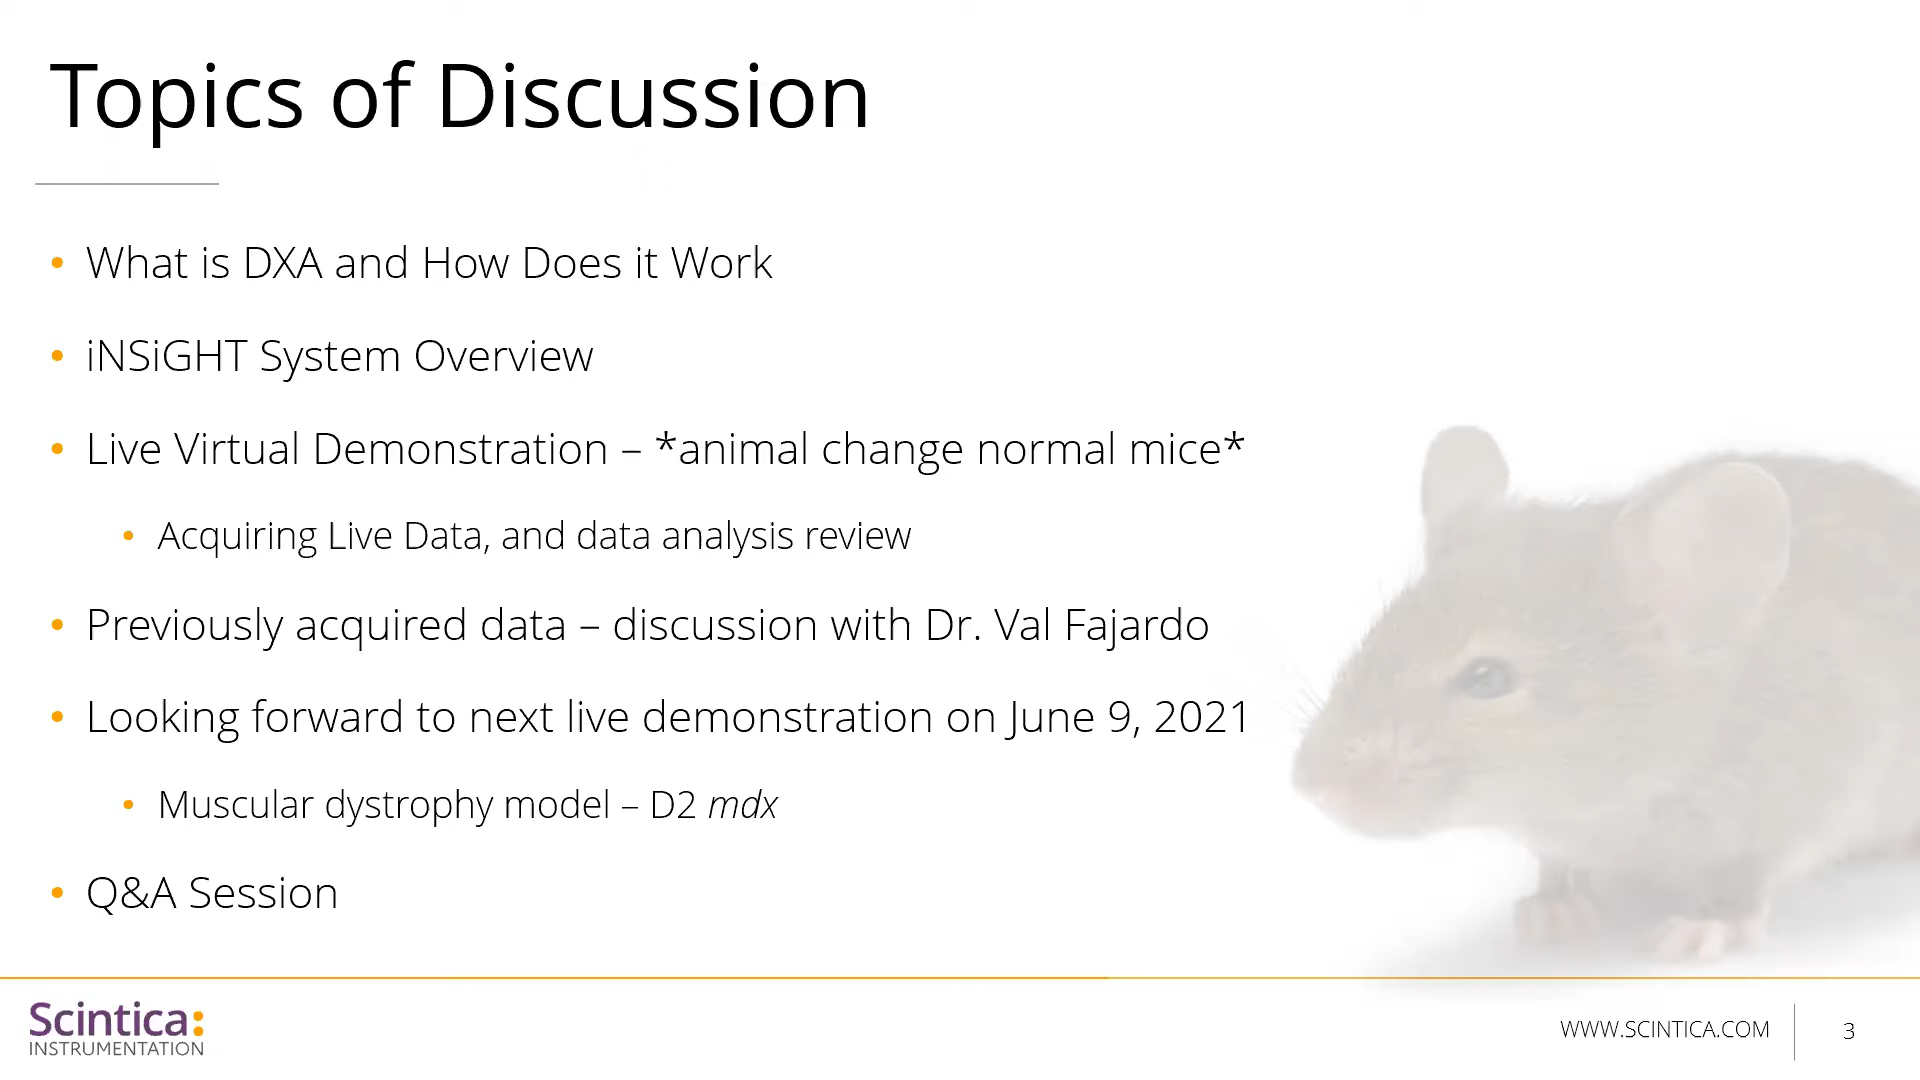 Topics of Discussion
• What is DXA and How Does it Work
• iNSiGHT System Overview
• Live Virtual Demonstration – *animal change normal mice*
• Acquiring Live Data, and data analysis review
• Previously acquired data – discussion with Dr. Val Fajardo
• Looking forward to next live demonstration on June 9, 2021
• Muscular dystrophy model – D2 mdx
• Q&A Session
Scintica:
INSTRUMENTATION
WWW.SCINTICA.COM
3